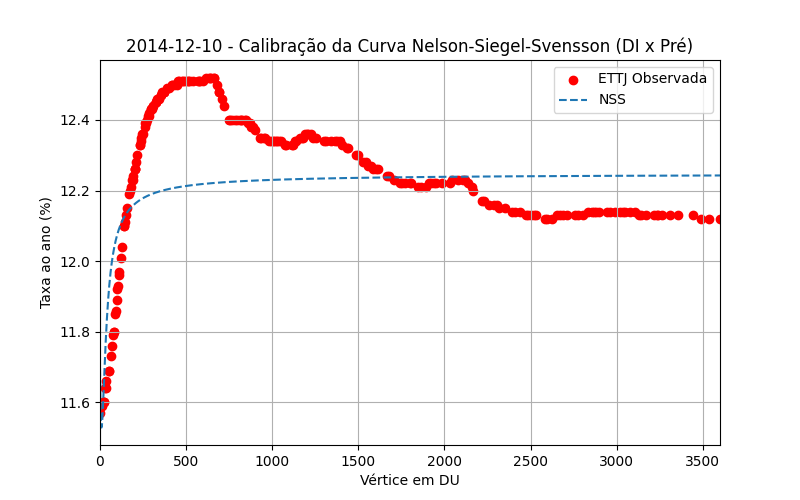 2014-12-10 - Calibração da Curva Nelson-Siegel-Svensson (DI x Pré)
ETTJ Observada
NSS
Taxa ao ano (%)
12.4
12.2
12.0
11.8
11.6
0 500 1000 1500 2000 2500 3000 3500
Vértice em DU